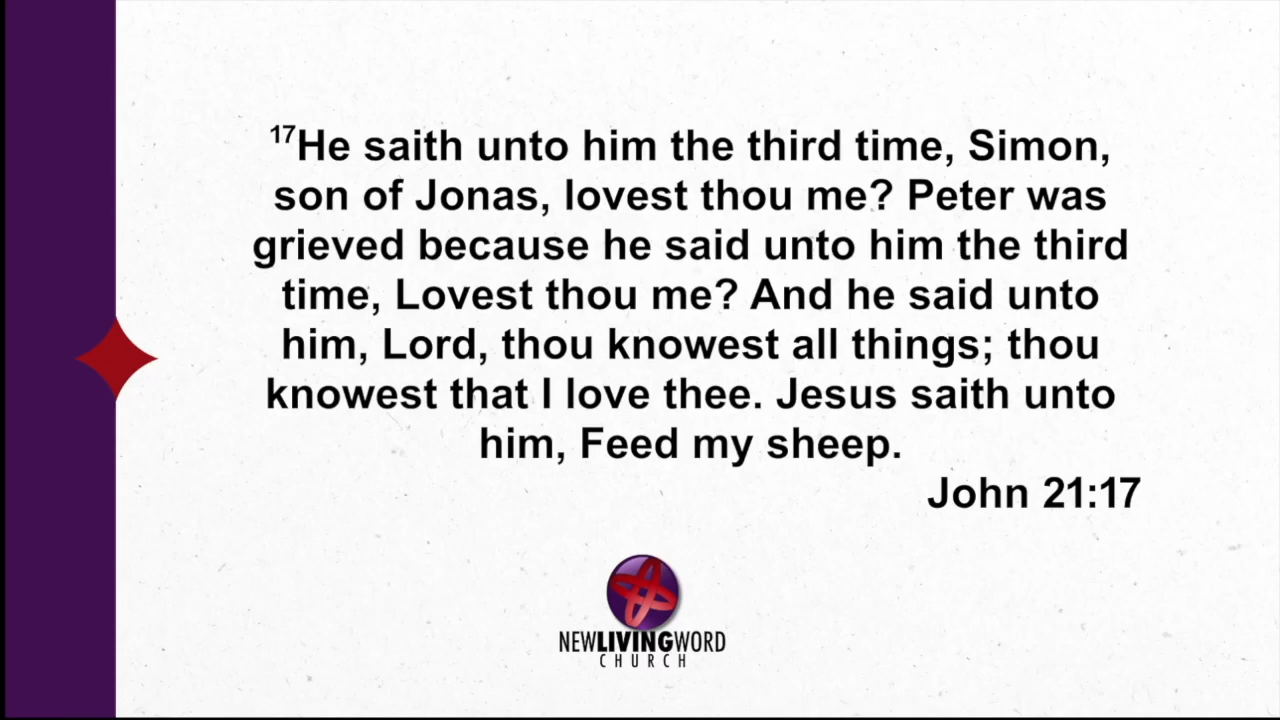 17He saith unto him the third time, Simon,
son of Jonas, lovest thou me? Peter was
grieved because he said unto him the third
time, Lovest thou me? And he said unto
him, Lord, thou knowest all things; thou
knowest that I love thee. Jesus saith unto
him, Feed my sheep.
John 21:17
NEWLIVINGWORD
CHURCH